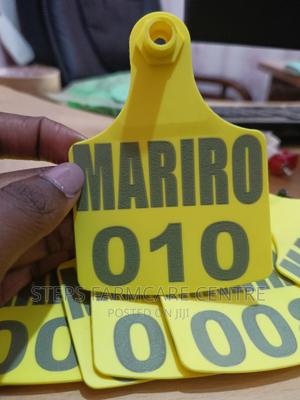 MARIRO
010
STEPS FARMCARE CENTRE
POSTED ON JIJI